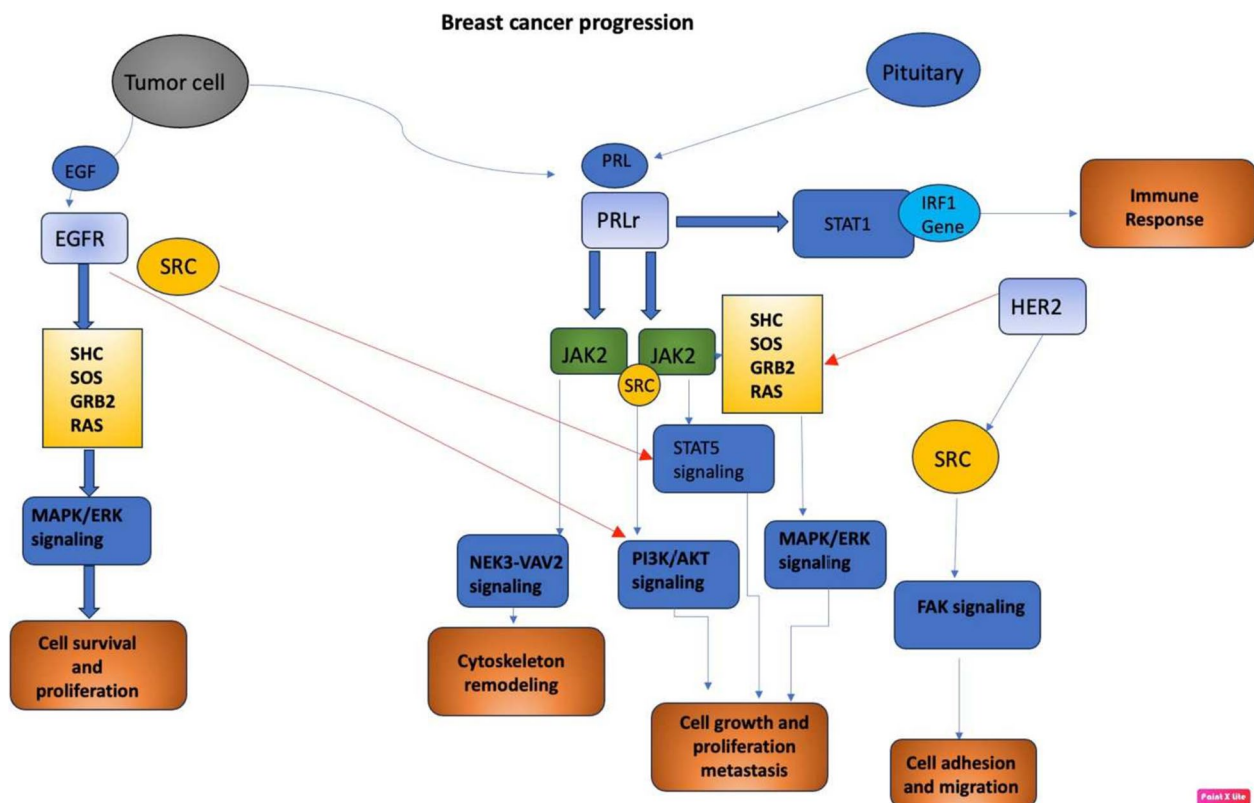 Breast cancer progression
Tumor cell
Pituitary
EGF
PRL
EGFR
SRC
PRLr
STAT1
IRF1
Gene
Immune
Response
HER2
SHC
SOS
GRB2
RAS
JAK2
JAK2
SRC
SHC
SOS
GRB2
RAS
STAT5
signaling
SRC
MAPK/ERK
signaling
NEK3-VAV2
signaling
PI3K/AKT
signaling
MAPK/ERK
signaling
FAK signaling
Cell survival
and
proliferation
Cytoskeleton
remodeling
Cell growth and
proliferation
metastasis
Cell adhesion
and migration
Paint X lite